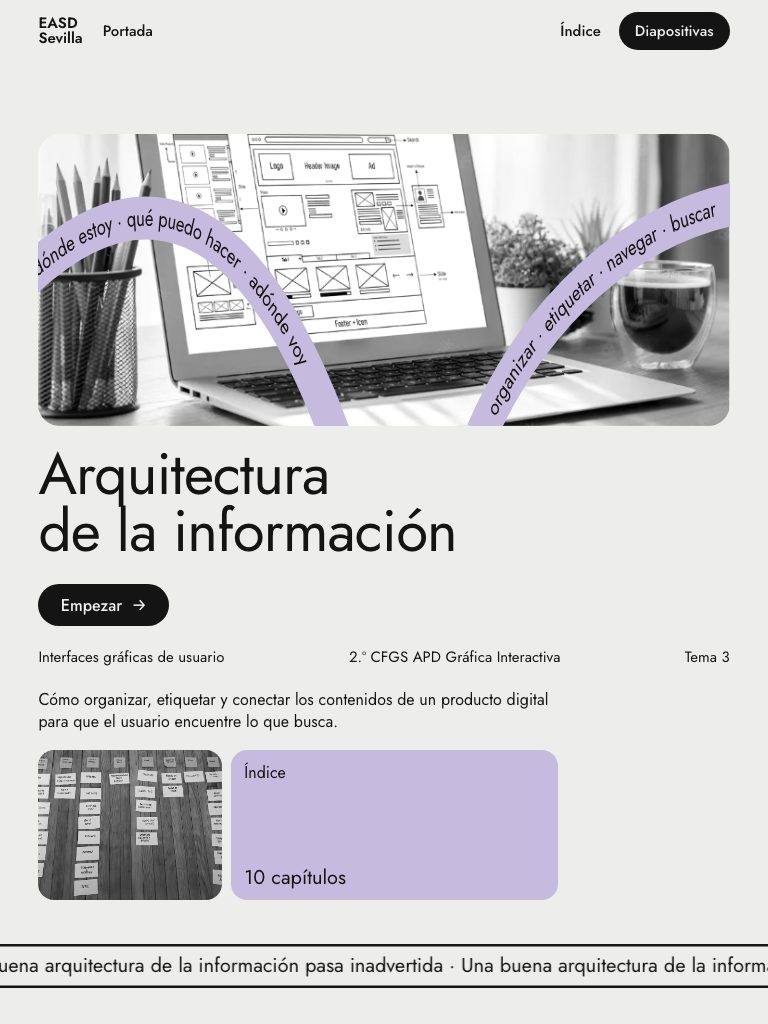 EASD
Sevilla
Portada
Índice
Diapositivas
Logo
Header Image
Ad
Footer + Icon
dónde estoy · qué puedo hacer · adónde voy
organizar · etiquetar · navegar · buscar
Arquitectura
de la información
Empezar →
Interfaces gráficas de usuario
2.º CFGS APD Gráfica Interactiva
Tema 3
Cómo organizar, etiquetar y conectar los contenidos de un producto digital
para que el usuario encuentre lo que busca.
Índice
10 capítulos
uena arquitectura de la información pasa inadvertida · Una buena arquitectura de la informa